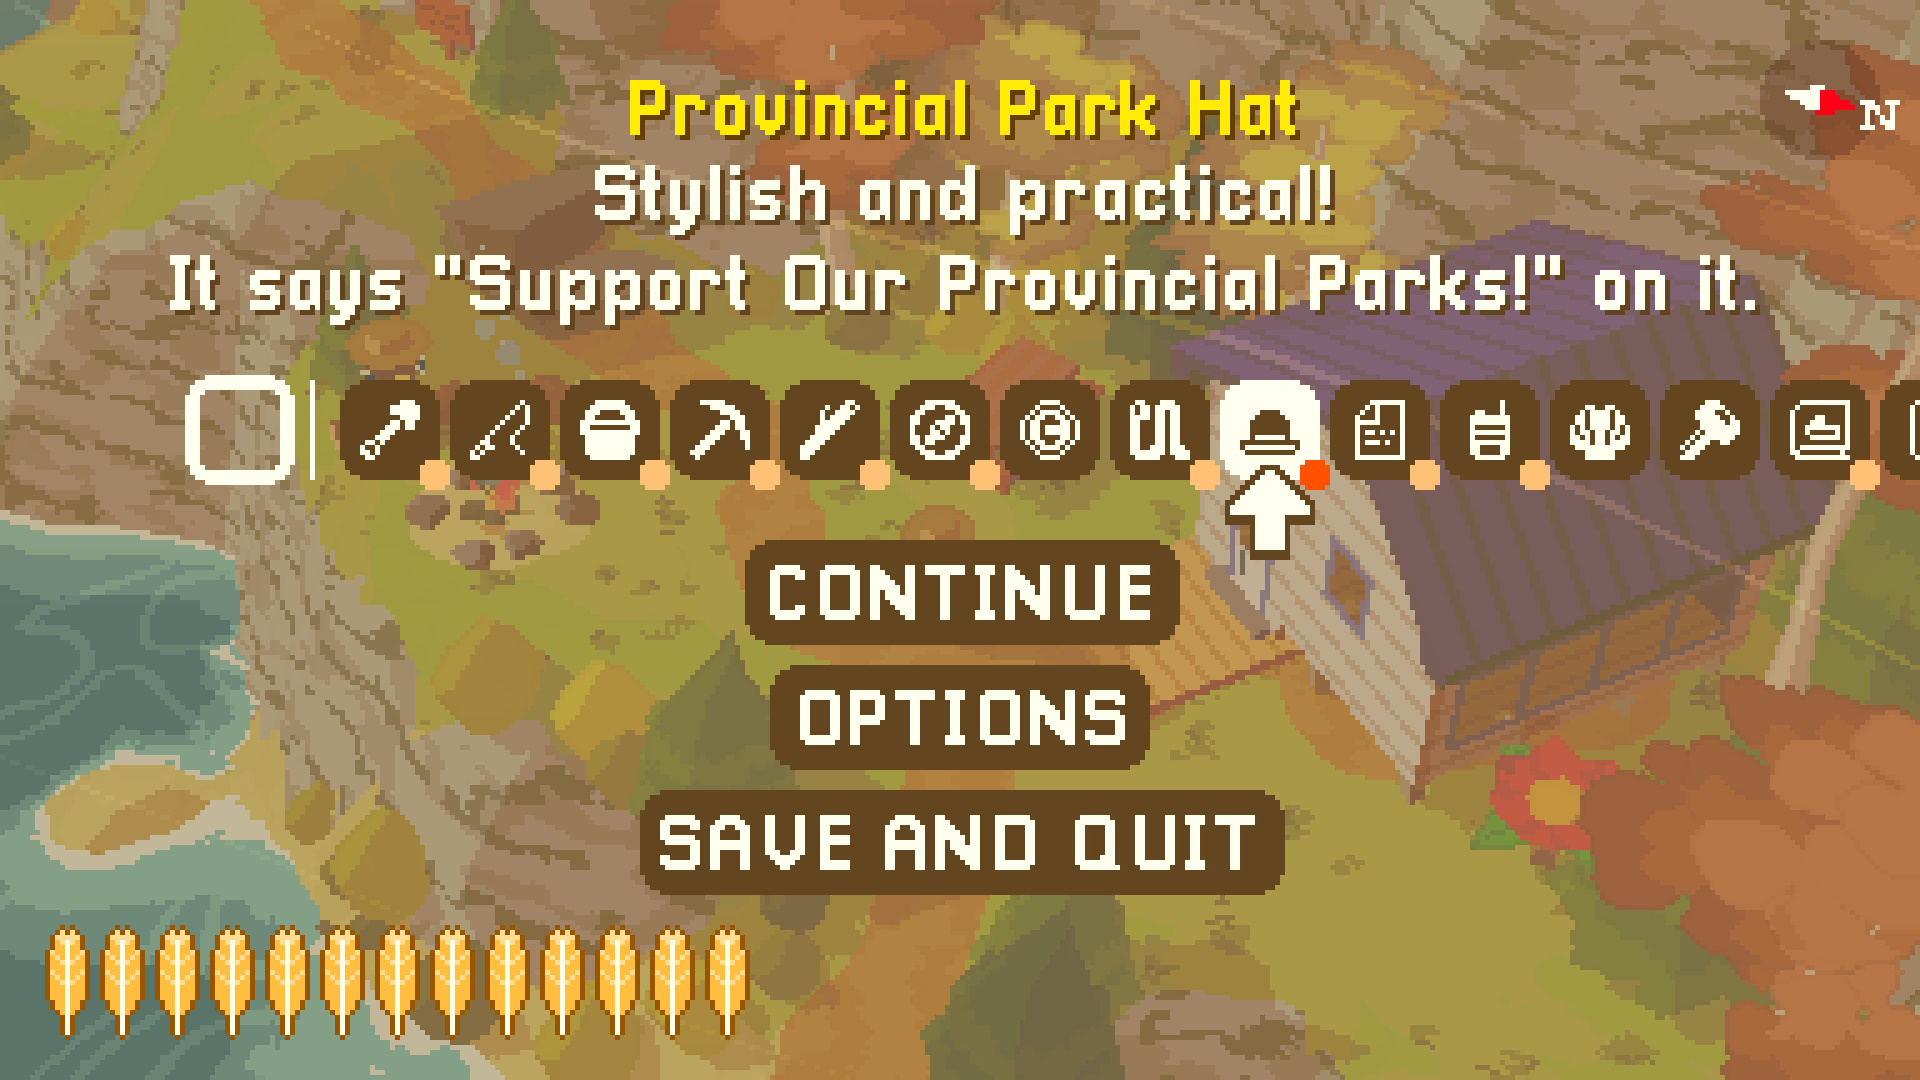 Provincial Park Hat
N
Stylish and practical!
It says "Support Our Provincial Parks!" on it.
CONTINUE
OPTIONS
SAVE AND QUIT